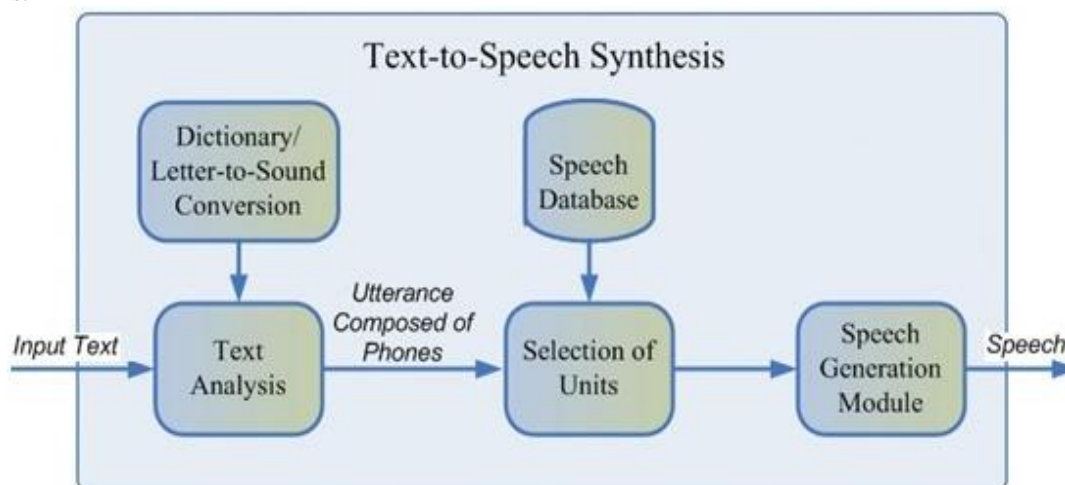 Text-to-Speech Synthesis
Dictionary/
Letter-to-Sound
Conversion
Speech
Database
Input Text
Text
Analysis
Utterance
Composed of
Phones
Selection of
Units
Speech
Generation
Module
Speech